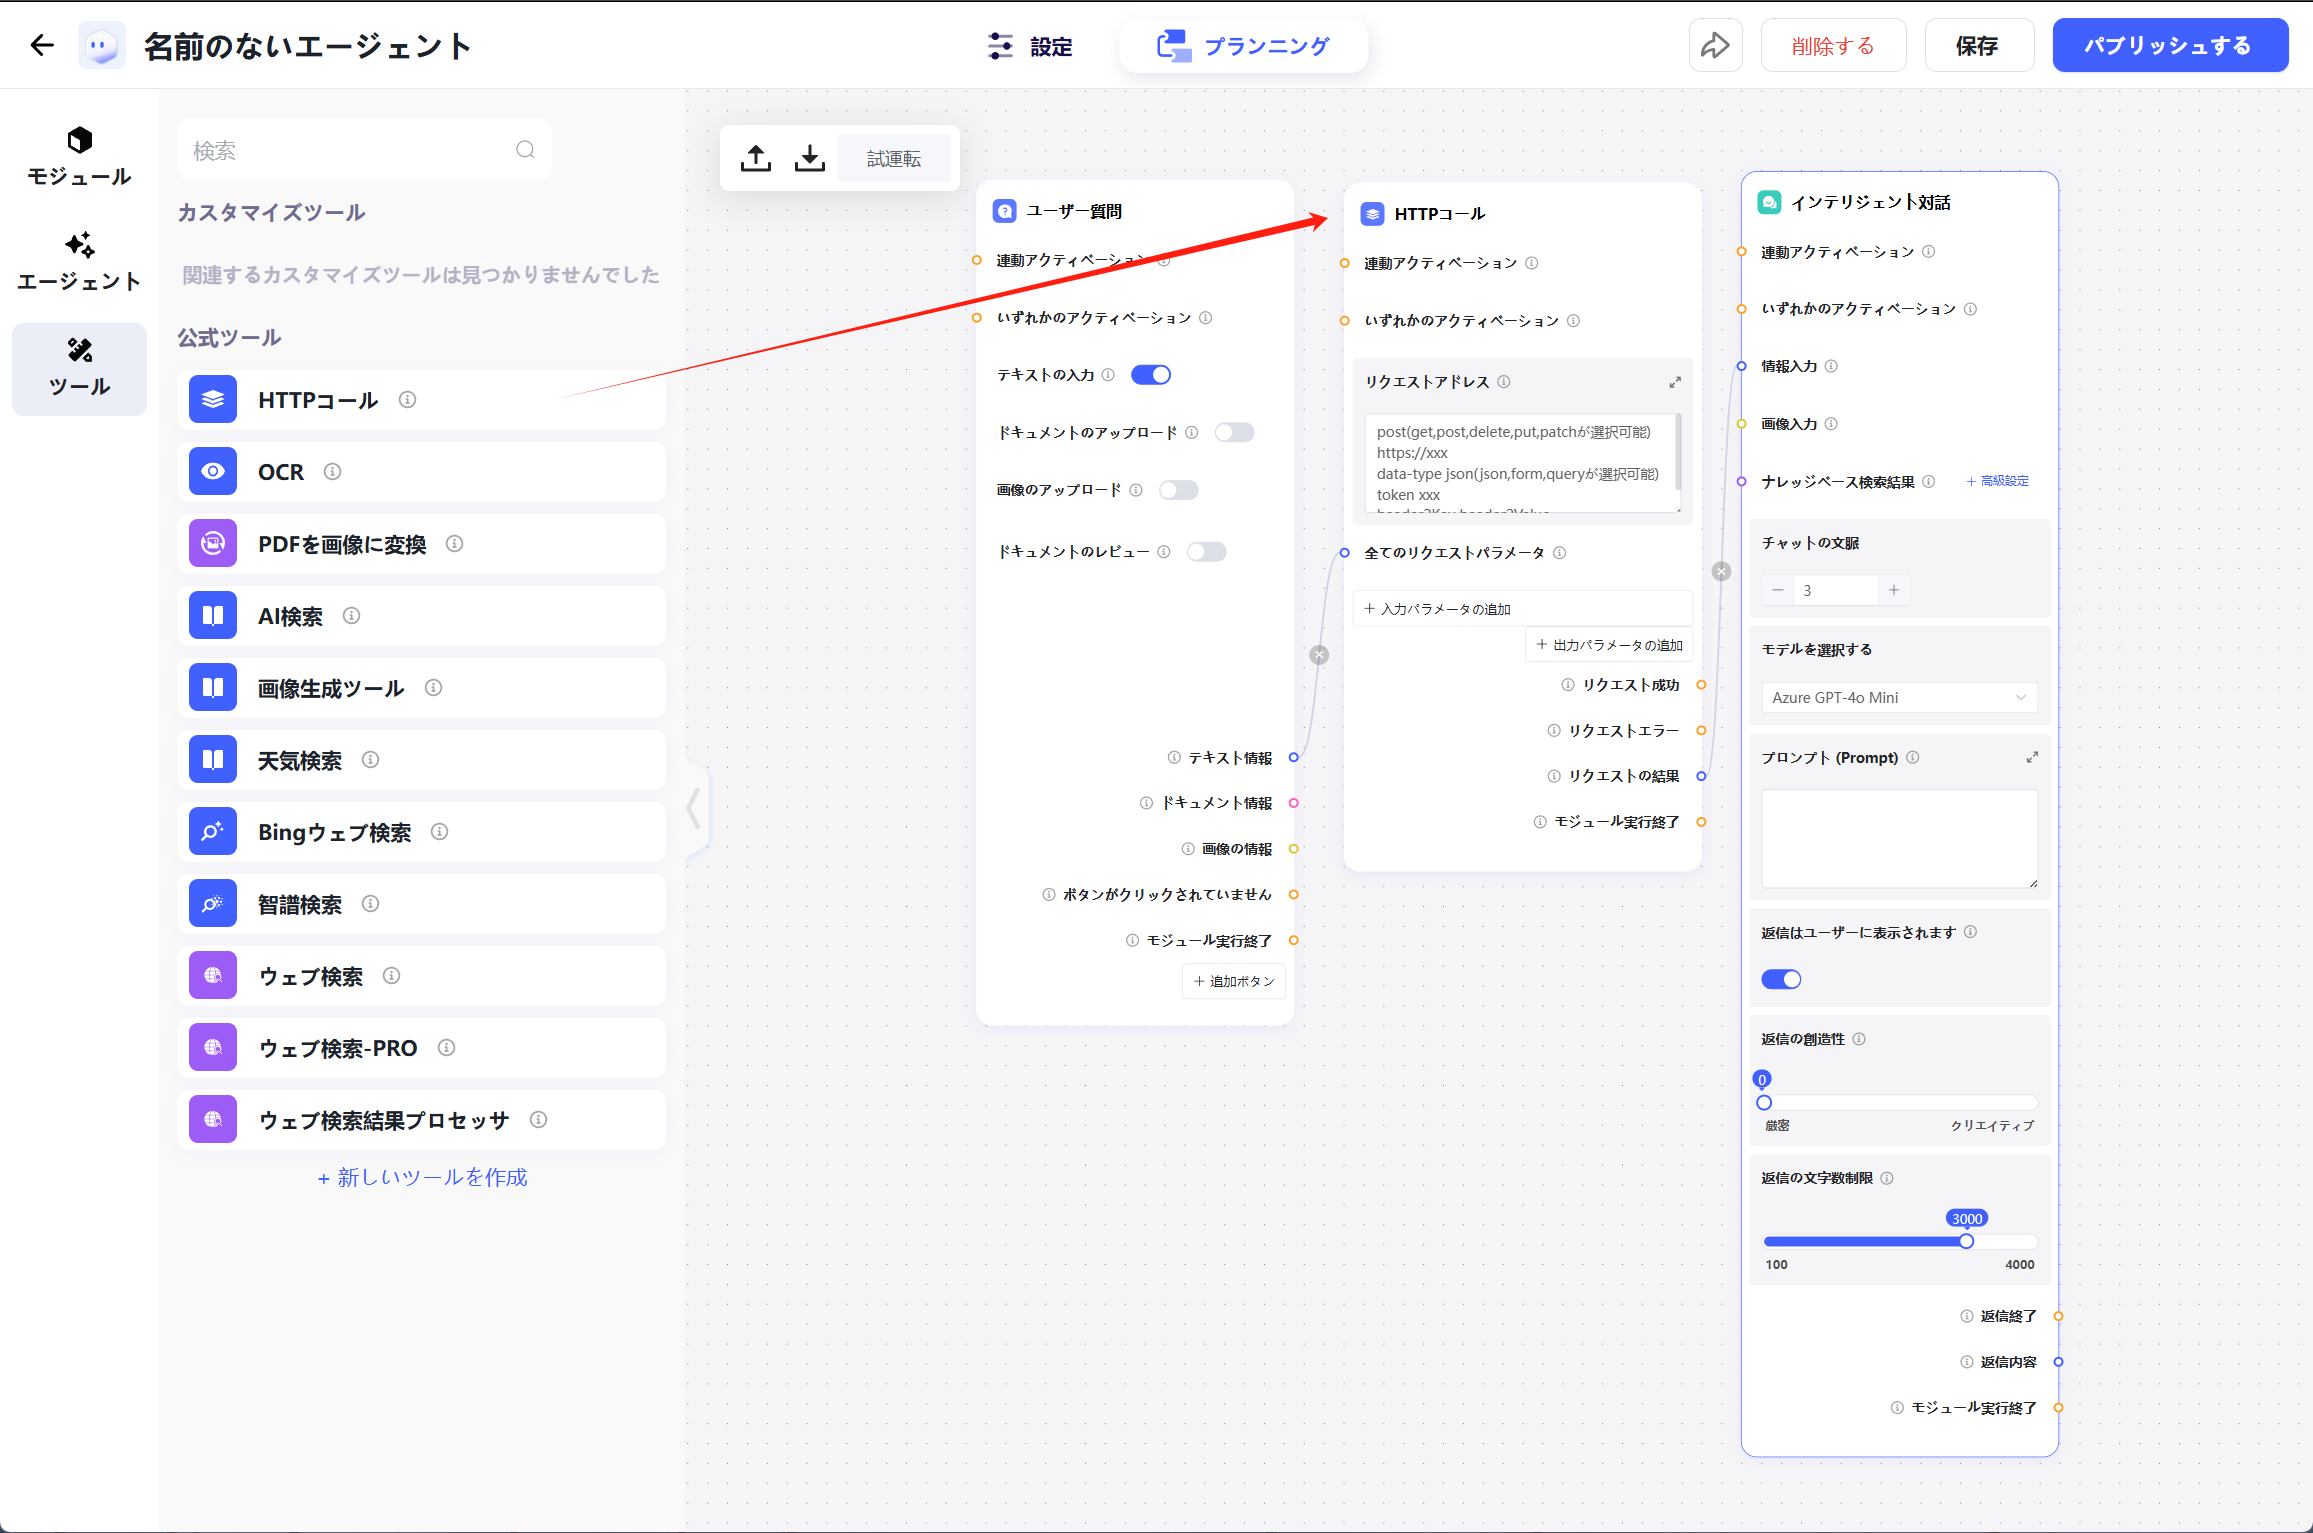 名前のないエージェント
設定
プランニング
削除する
保存
パブリッシュする
モジュール
エージェント
ツール
検索
カスタマイズツール
関連するカスタマイズツールは見つかりませんでした
公式ツール
HTTPコール
OCR
PDFを画像に変換
AI検索
画像生成ツール
天気検索
Bingウェブ検索
智譜検索
ウェブ検索
ウェブ検索-PRO
ウェブ検索結果プロセッサ
+ 新しいツールを作成
試運転
ユーザー質問
連動アクティベーション
いずれかのアクティベーション
テキストの入力
ドキュメントのアップロード
画像のアップロード
ドキュメントのレビュー
テキスト情報
ドキュメント情報
画像の情報
ボタンがクリックされていません
モジュール実行終了
+ 追加ボタン
HTTPコール
連動アクティベーション
いずれかのアクティベーション
リクエストアドレス
post(get,post,delete,put,patchが選択可能)
https://xxx
data-type json(json,form,queryが選択可能)
token xxx
header2Key header2Value
全てのリクエストパラメータ
+ 入力パラメータの追加
+ 出力パラメータの追加
リクエスト成功
リクエストエラー
リクエストの結果
モジュール実行終了
インテリジェント対話
連動アクティベーション
いずれかのアクティベーション
情報入力
画像入力
ナレッジベース検索結果
+ 高級設定
チャットの文脈
3
モデルを選択する
Azure GPT-4o Mini
プロンプト (Prompt)
返信はユーザーに表示されます
返信の創造性
0
厳密
クリエイティブ
返信の文字数制限
3000
100
4000
返信終了
返信内容
モジュール実行終了